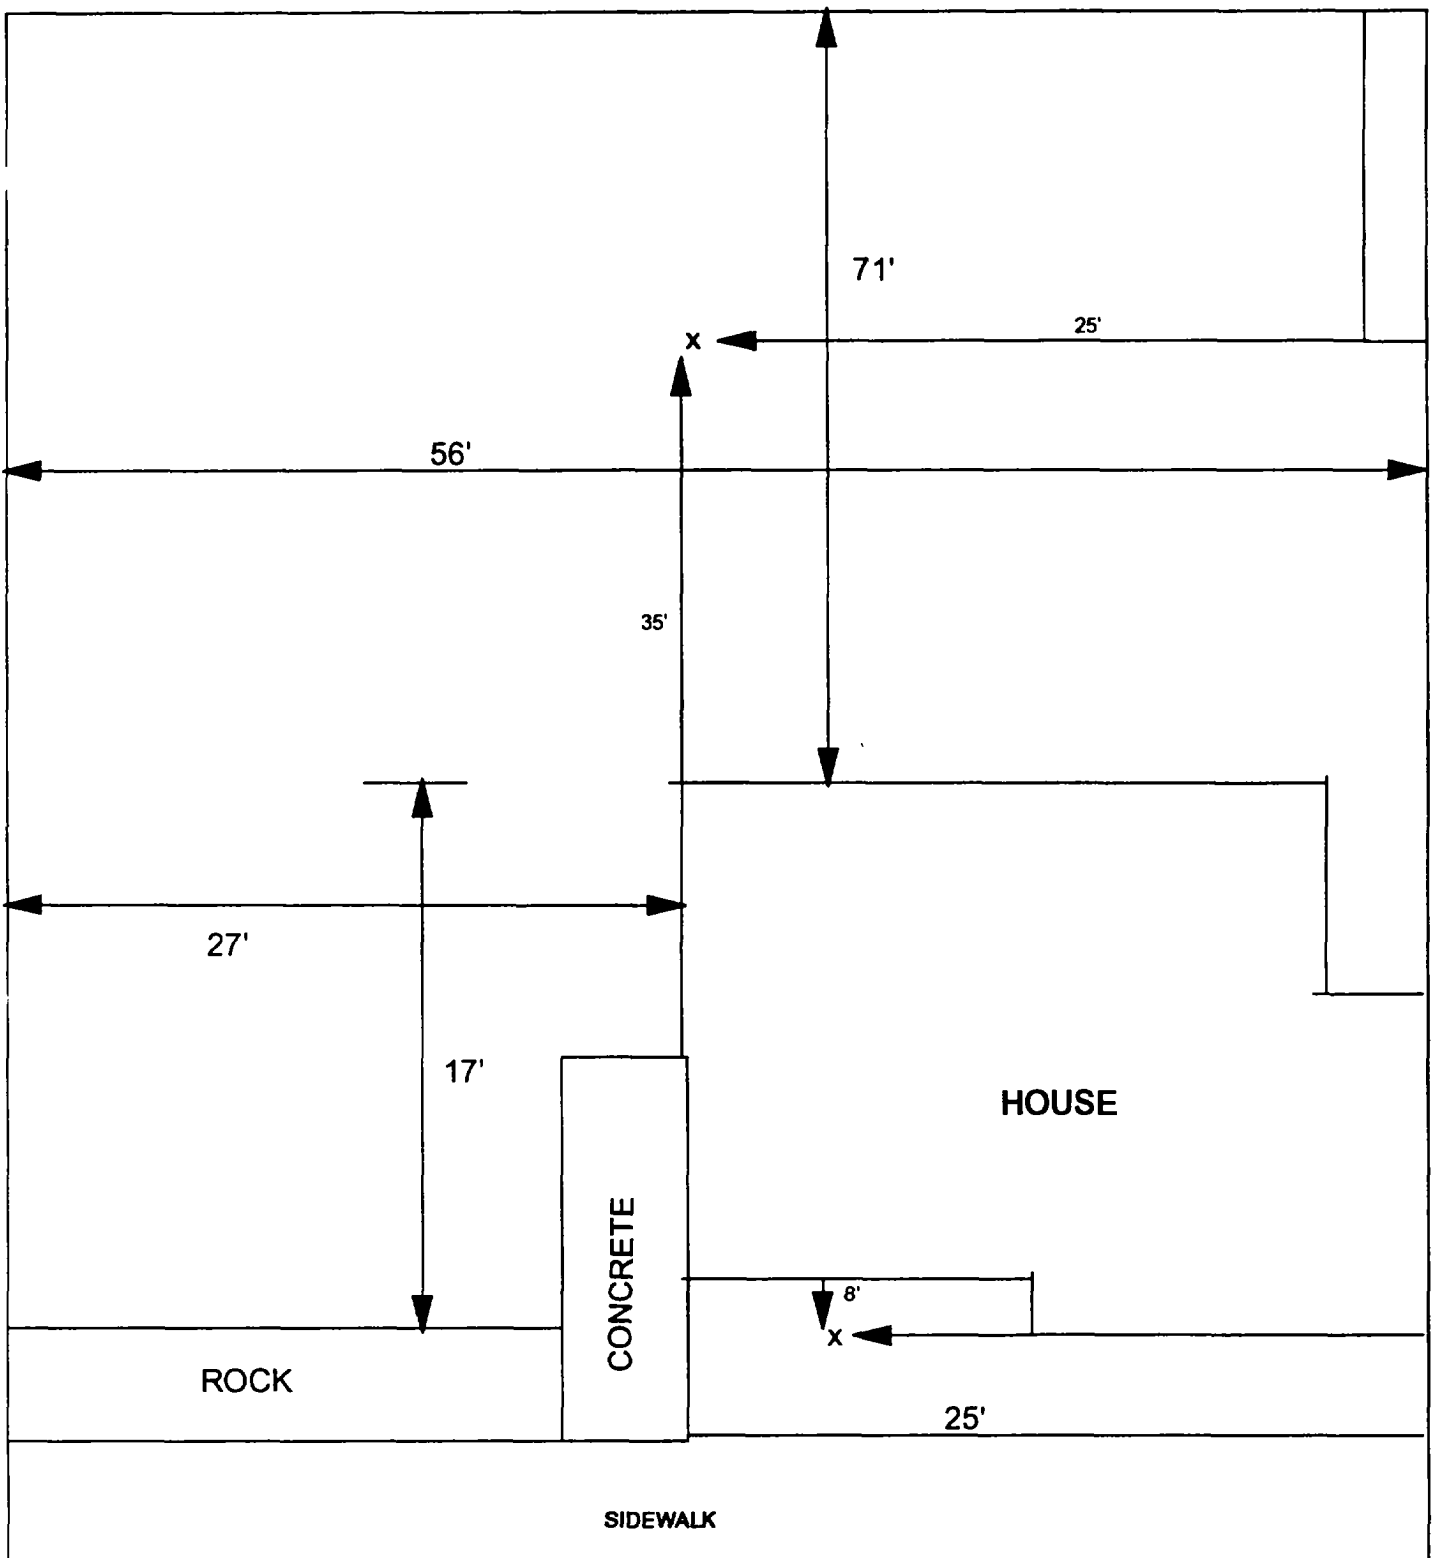 71'
25'
X
56'
35'
27'
17'
HOUSE
CONCRETE
8'
X
ROCK
25'
SIDEWALK